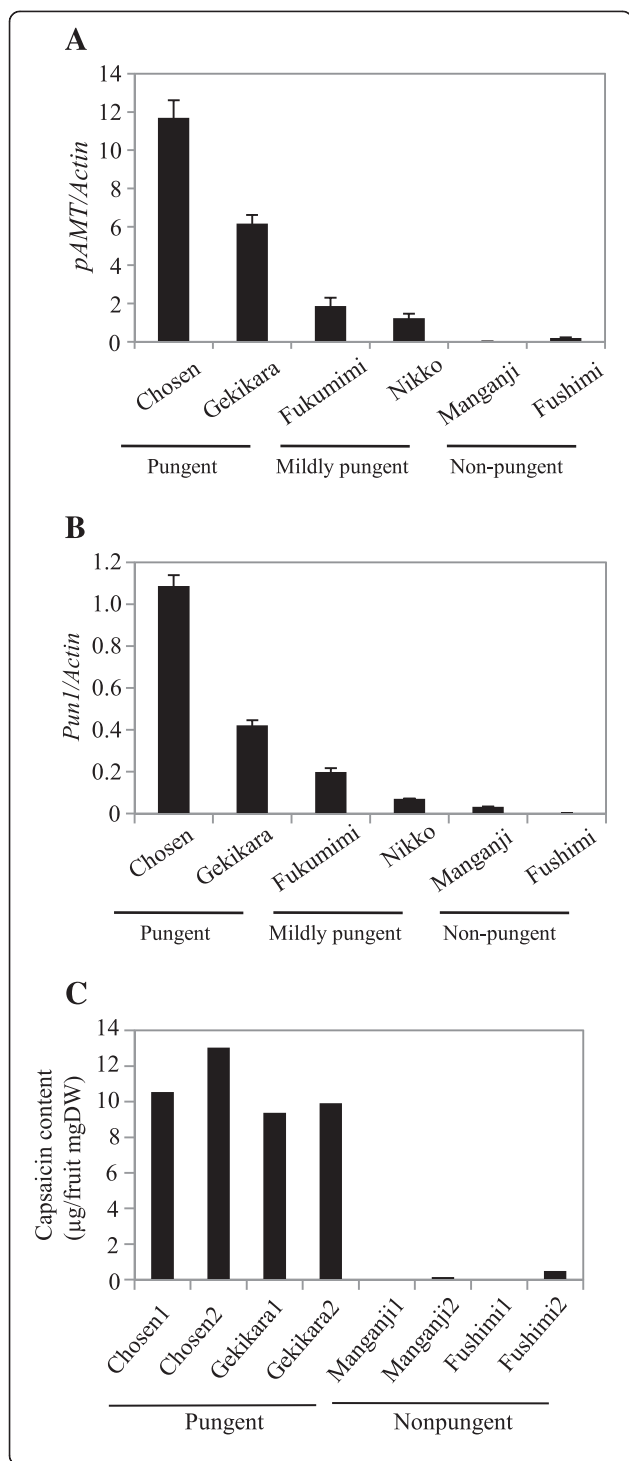 A
14
12
10
8
6
4
2
0
pAMT/Actin
Chosen
Gekikara
Fukumimi
Nikko
Manganji
Fushimi
Pungent
Mildly pungent
Non-pungent
B
1.2
1.0
0.8
0.6
0.4
0.2
0
Pun1/Actin
Chosen
Gekikara
Fukumimi
Nikko
Manganji
Fushimi
Pungent
Mildly pungent
Non-pungent
C
14
12
10
8
6
4
2
0
Capsaicin content
(µg/fruit mgDW)
Chosen1
Chosen2
Gekikara1
Gekikara2
Manganji1
Manganji2
Fushimi1
Fushimi2
Pungent
Nonpungent